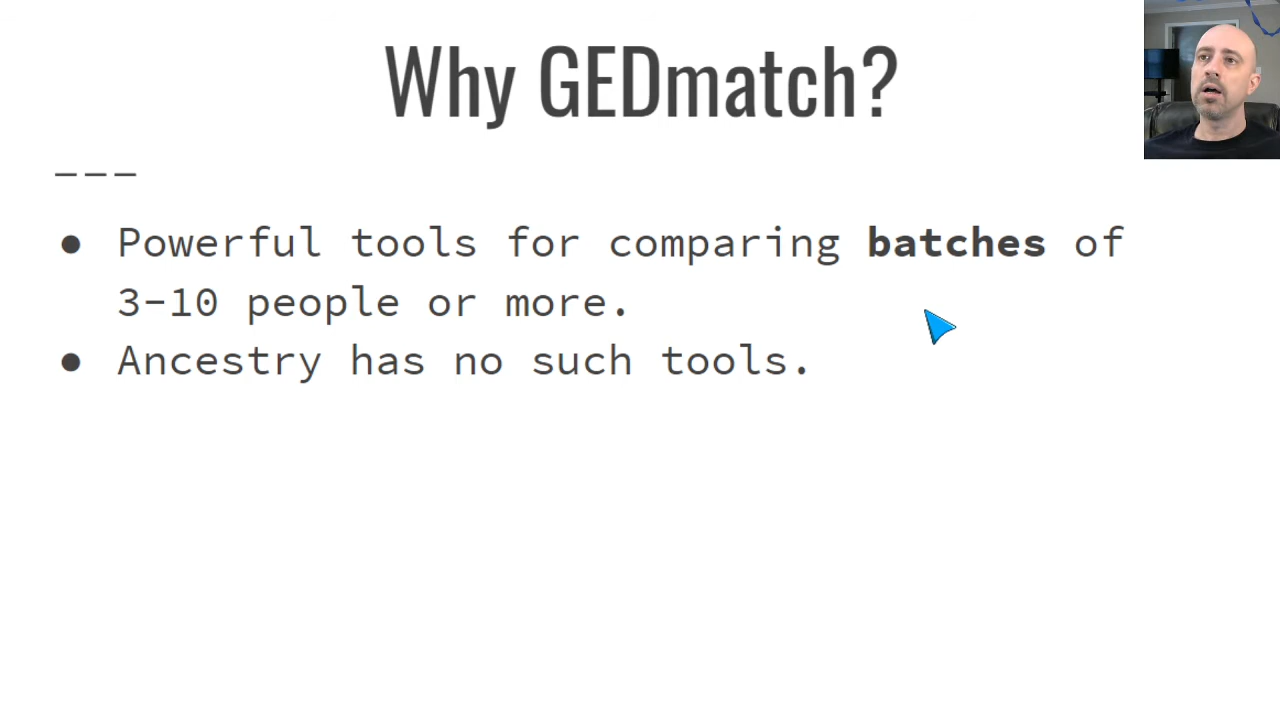 Why GEDmatch?
---
● Powerful tools for comparing batches of
3-10 people or more.
● Ancestry has no such tools.